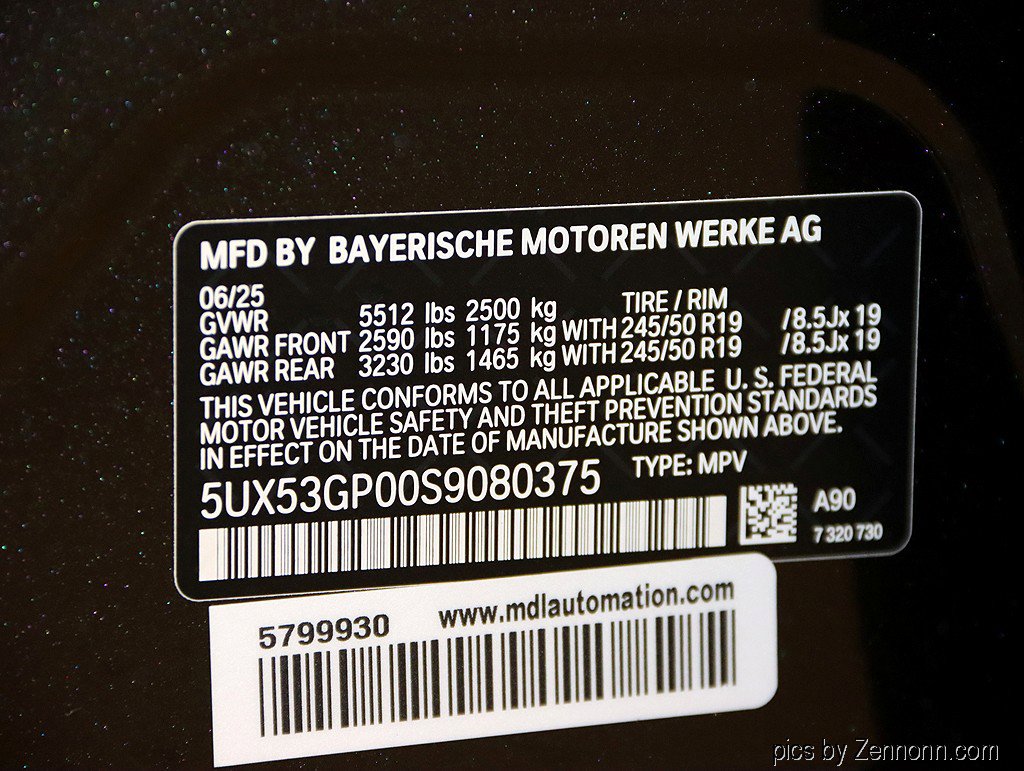 MFD BY BAYERISCHE MOTOREN WERKE AG
06/25 TIRE / RIM
GVWR 5512 lbs 2500 kg
GAWR FRONT 2590 lbs 1175 kg WITH 245/50 R19 /8.5Jx 19
GAWR REAR 3230 lbs 1465 kg WITH 245/50 R19 /8.5Jx 19
THIS VEHICLE CONFORMS TO ALL APPLICABLE U. S. FEDERAL
MOTOR VEHICLE SAFETY AND THEFT PREVENTION STANDARDS
IN EFFECT ON THE DATE OF MANUFACTURE SHOWN ABOVE.
5UX53GP00S9080375 TYPE: MPV
A90
7 320 730
5799930 www.mdlautomation.com
pics by Zennonn.com